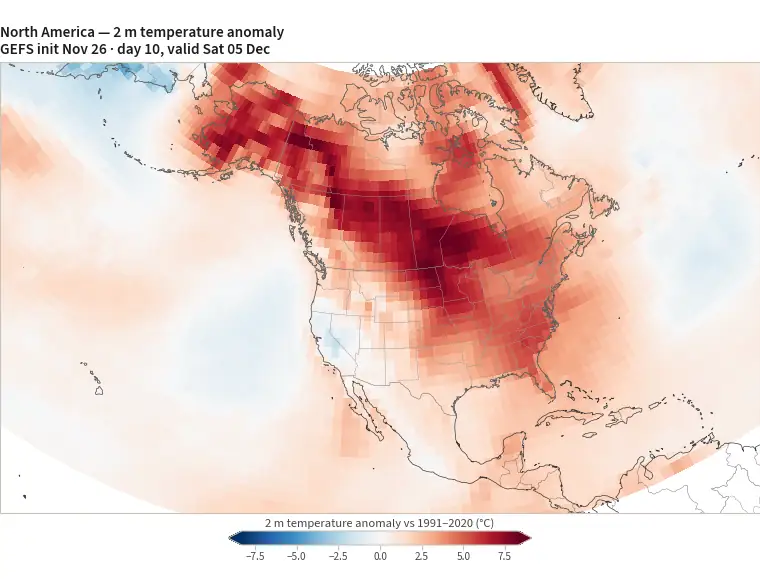 North America — 2 m temperature anomaly
GEFS init Nov 26 · day 10, valid Sat 05 Dec
2 m temperature anomaly vs 1991–2020 (°C)
−7.5 −5.0 −2.5 0.0 2.5 5.0 7.5